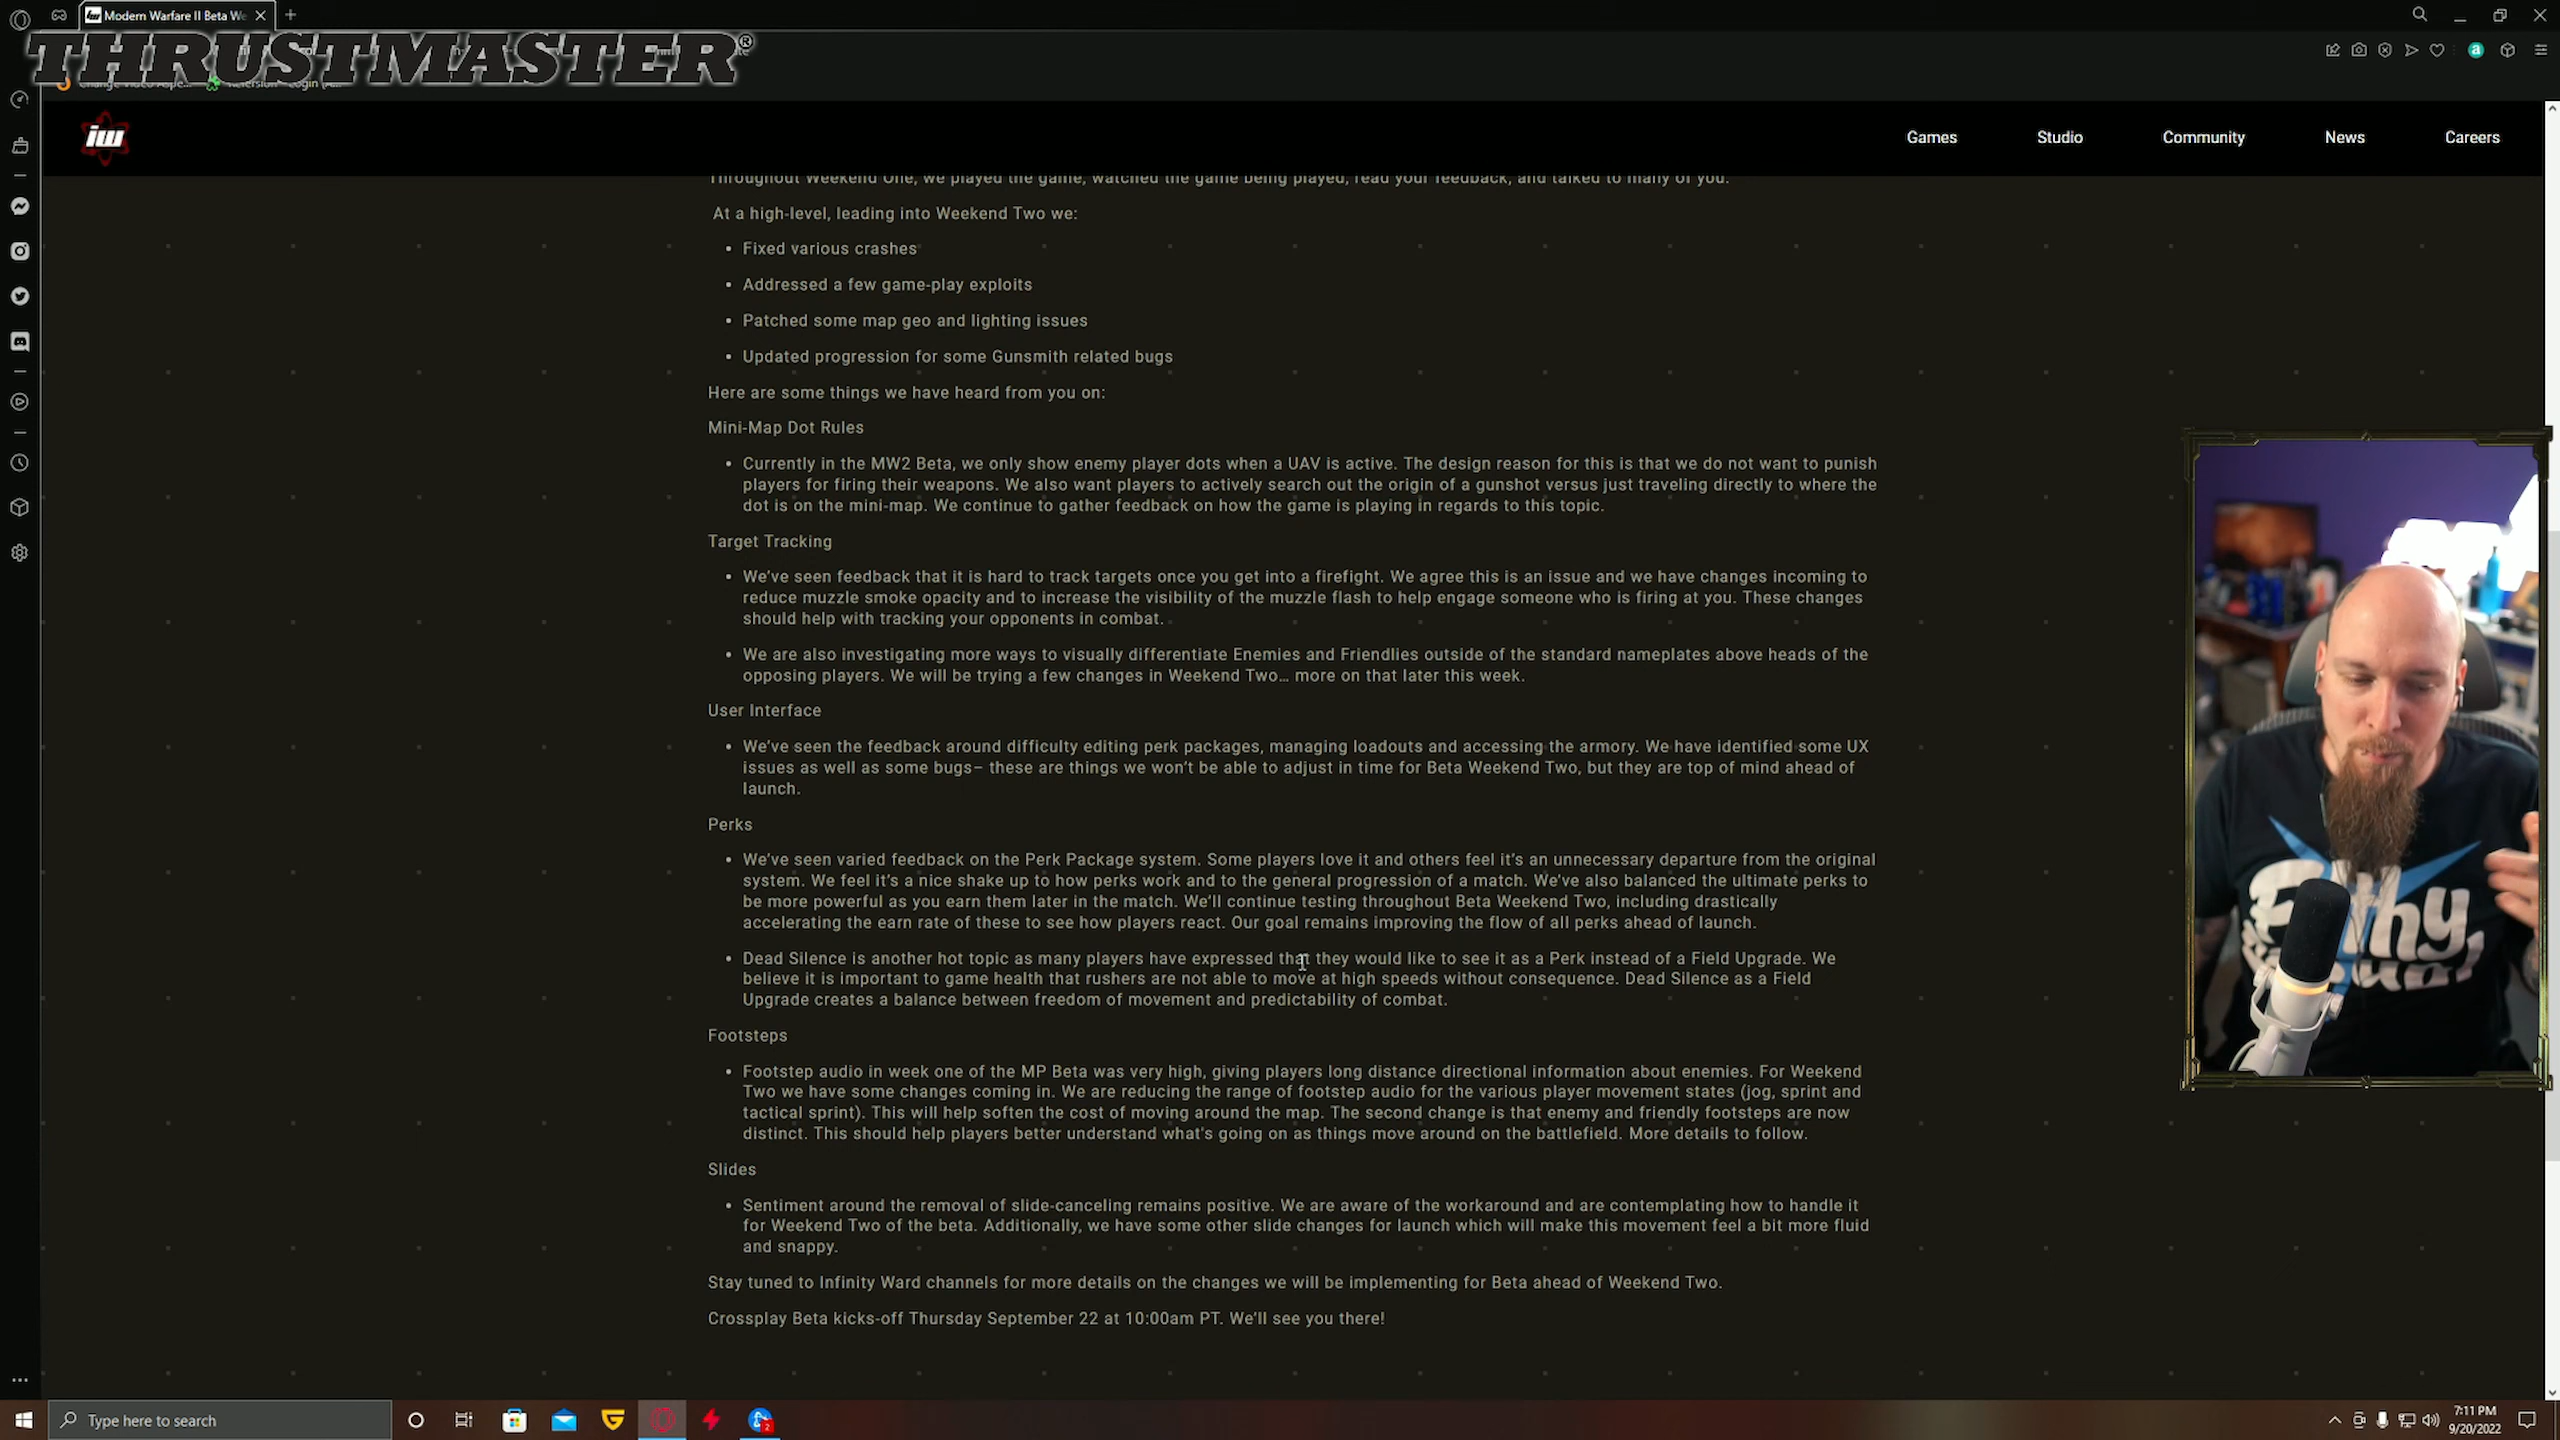 Modern Warfare II Beta We
THRUSTMASTER®
iw
Games
Studio
Community
News
Careers
Throughout Weekend One, we played the game, watched the game being played, read your feedback, and talked to many of you.
At a high-level, leading into Weekend Two we:
• Fixed various crashes
• Addressed a few game-play exploits
• Patched some map geo and lighting issues
• Updated progression for some Gunsmith related bugs
Here are some things we have heard from you on:
Mini-Map Dot Rules
• Currently in the MW2 Beta, we only show enemy player dots when a UAV is active. The design reason for this is that we do not want to punish
players for firing their weapons. We also want players to actively search out the origin of a gunshot versus just traveling directly to where the
dot is on the mini-map. We continue to gather feedback on how the game is playing in regards to this topic.
Target Tracking
• We've seen feedback that it is hard to track targets once you get into a firefight. We agree this is an issue and we have changes incoming to
reduce muzzle smoke opacity and to increase the visibility of the muzzle flash to help engage someone who is firing at you. These changes
should help with tracking your opponents in combat.
• We are also investigating more ways to visually differentiate Enemies and Friendlies outside of the standard nameplates above heads of the
opposing players. We will be trying a few changes in Weekend Two… more on that later this week.
User Interface
• We've seen the feedback around difficulty editing perk packages, managing loadouts and accessing the armory. We have identified some UX
issues as well as some bugs– these are things we won't be able to adjust in time for Beta Weekend Two, but they are top of mind ahead of
launch.
Perks
• We've seen varied feedback on the Perk Package system. Some players love it and others feel it's an unnecessary departure from the original
system. We feel it's a nice shake up to how perks work and to the general progression of a match. We've also balanced the ultimate perks to
be more powerful as you earn them later in the match. We'll continue testing throughout Beta Weekend Two, including drastically
accelerating the earn rate of these to see how players react. Our goal remains improving the flow of all perks ahead of launch.
• Dead Silence is another hot topic as many players have expressed that they would like to see it as a Perk instead of a Field Upgrade. We
believe it is important to game health that rushers are not able to move at high speeds without consequence. Dead Silence as a Field
Upgrade creates a balance between freedom of movement and predictability of combat.
Footsteps
• Footstep audio in week one of the MP Beta was very high, giving players long distance directional information about enemies. For Weekend
Two we have some changes coming in. We are reducing the range of footstep audio for the various player movement states (jog, sprint and
tactical sprint). This will help soften the cost of moving around the map. The second change is that enemy and friendly footsteps are now
distinct. This should help players better understand what's going on as things move around on the battlefield. More details to follow.
Slides
• Sentiment around the removal of slide-canceling remains positive. We are aware of the workaround and are contemplating how to handle it
for Weekend Two of the beta. Additionally, we have some other slide changes for launch which will make this movement feel a bit more fluid
and snappy.
Stay tuned to Infinity Ward channels for more details on the changes we will be implementing for Beta ahead of Weekend Two.
Crossplay Beta kicks-off Thursday September 22 at 10:00am PT. We'll see you there!
Type here to search
7:11 PM
9/20/2022